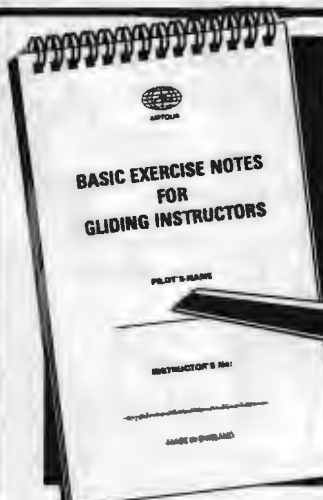 AIRTOUR
BASIC EXERCISE NOTES
FOR
GLIDING INSTRUCTORS
PILOT'S NAME
INSTRUCTOR'S No:
MADE IN ENGLAND